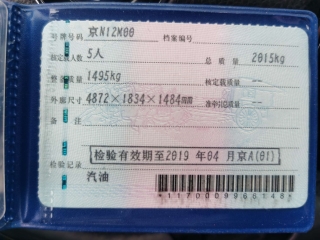 号牌号码 京N12M00 档案编号
核定载人数 5人 总质量 2015kg
整备质量 1495kg 核定载质量 --
外廓尺寸 4872×1834×1484mm 准牵引总质量 --
备注
检验有效期至2019年04月京A(01)
检验记录
汽油
*1170009966148*